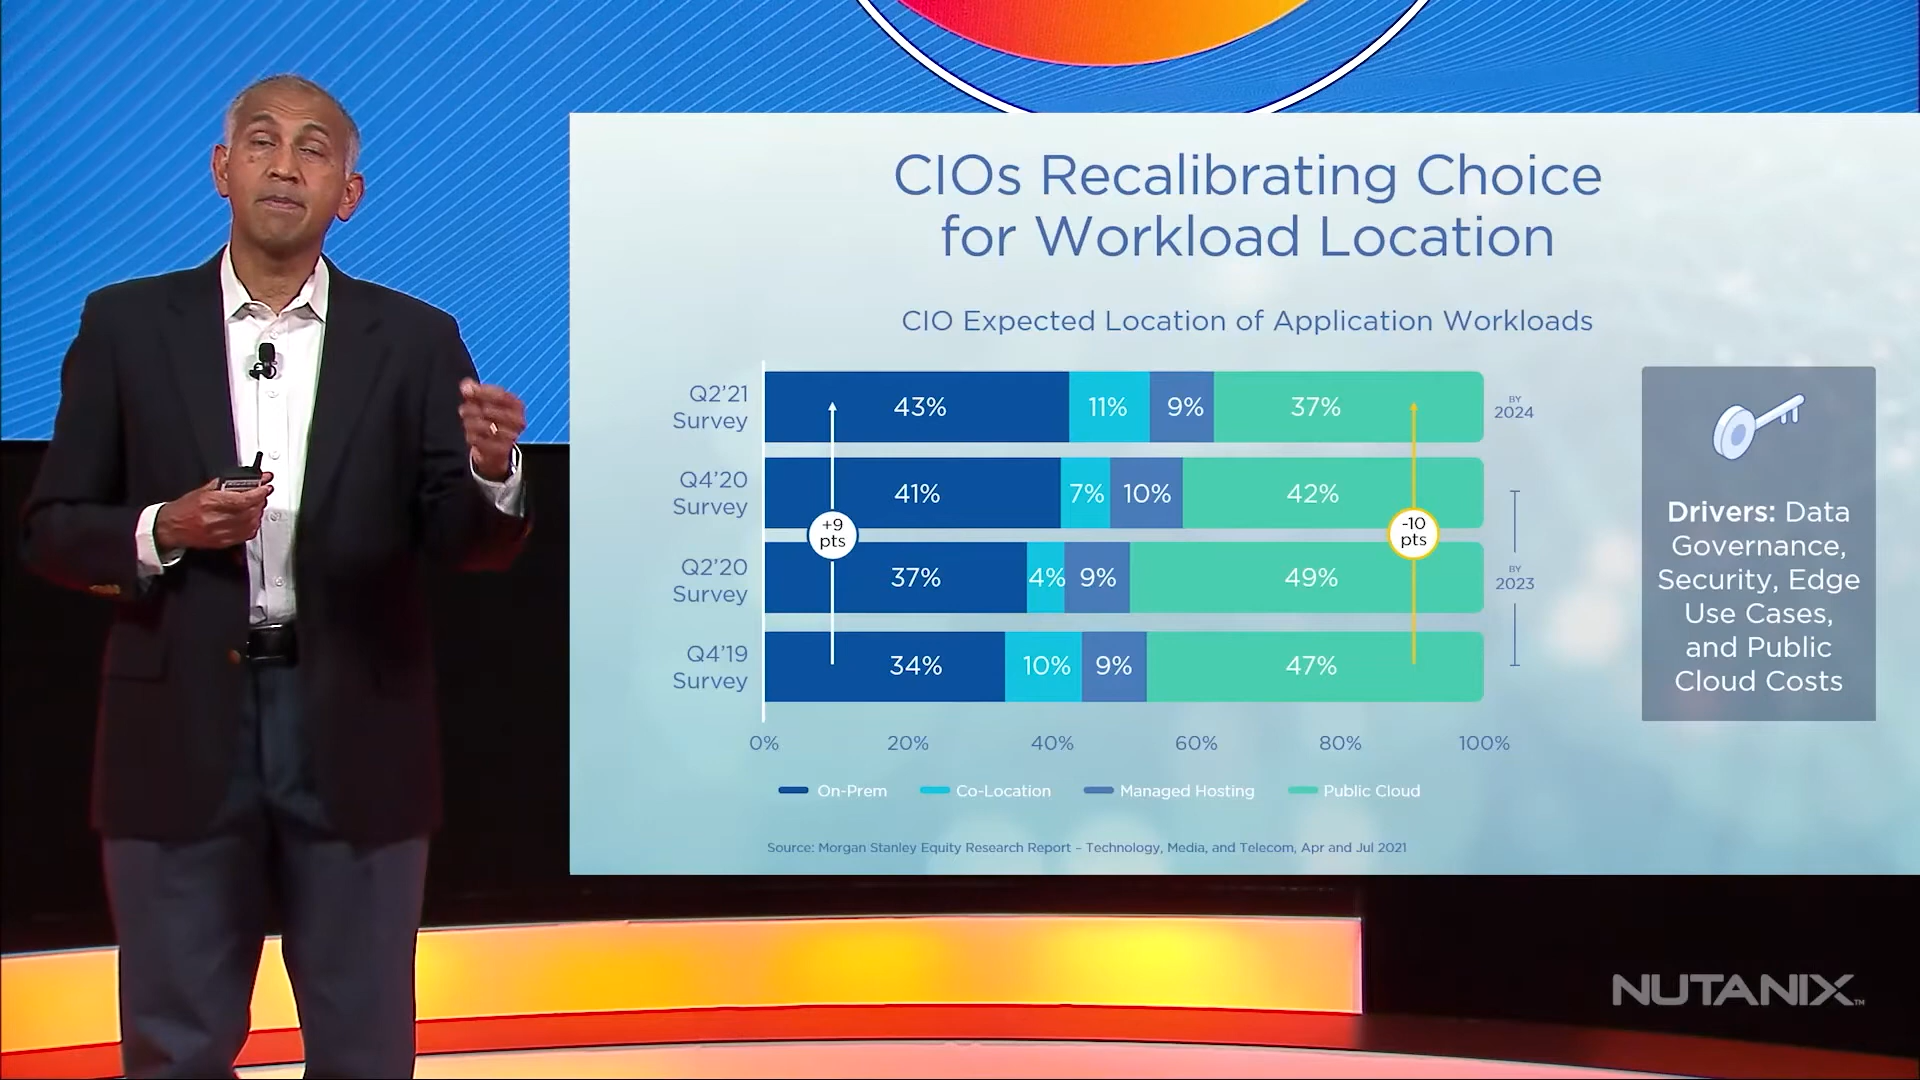 CIOs Recalibrating Choice
for Workload Location
CIO Expected Location of Application Workloads
Q2'21
Survey
43%
11%
9%
37%
BY
2024
Q4'20
Survey
41%
7%
10%
42%
+9
pts
-10
pts
Q2'20
Survey
37%
4%
9%
49%
BY
2023
Q4'19
Survey
34%
10%
9%
47%
0%
20%
40%
60%
80%
100%
On-Prem
Co-Location
Managed Hosting
Public Cloud
Source: Morgan Stanley Equity Research Report – Technology, Media, and Telecom, Apr and Jul 2021
Drivers: Data
Governance,
Security, Edge
Use Cases,
and Public
Cloud Costs
NUTANIX™